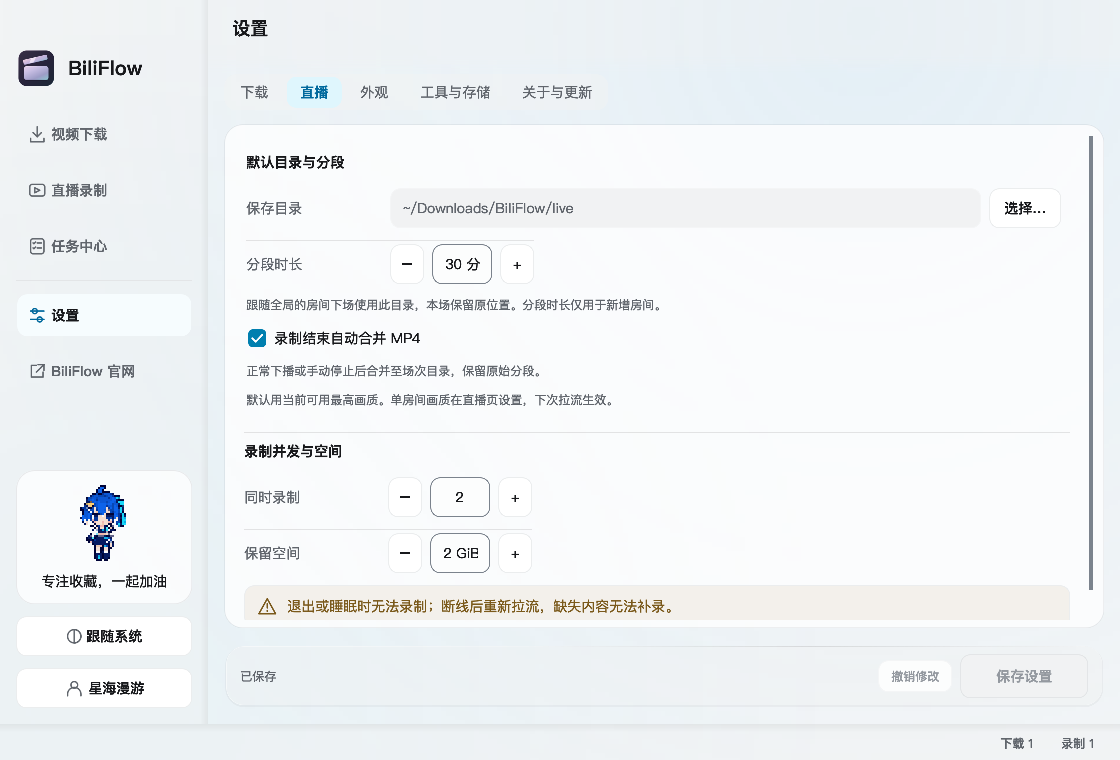 设置
BiliFlow
下载 直播 外观 工具与存储 关于与更新
视频下载
直播录制
任务中心
设置
BiliFlow 官网
专注收藏，一起加油
跟随系统
星海漫游
默认目录与分段
保存目录 ~/Downloads/BiliFlow/live 选择...
分段时长 − 30 分 +
跟随全局的房间下场使用此目录，本场保留原位置。分段时长仅用于新增房间。
录制结束自动合并 MP4
正常下播或手动停止后合并至场次目录，保留原始分段。
默认用当前可用最高画质。单房间画质在直播页设置，下次拉流生效。
录制并发与空间
同时录制 − 2 +
保留空间 − 2 GiB +
退出或睡眠时无法录制；断线后重新拉流，缺失内容无法补录。
已保存 撤销修改 保存设置
下载 1 录制 1